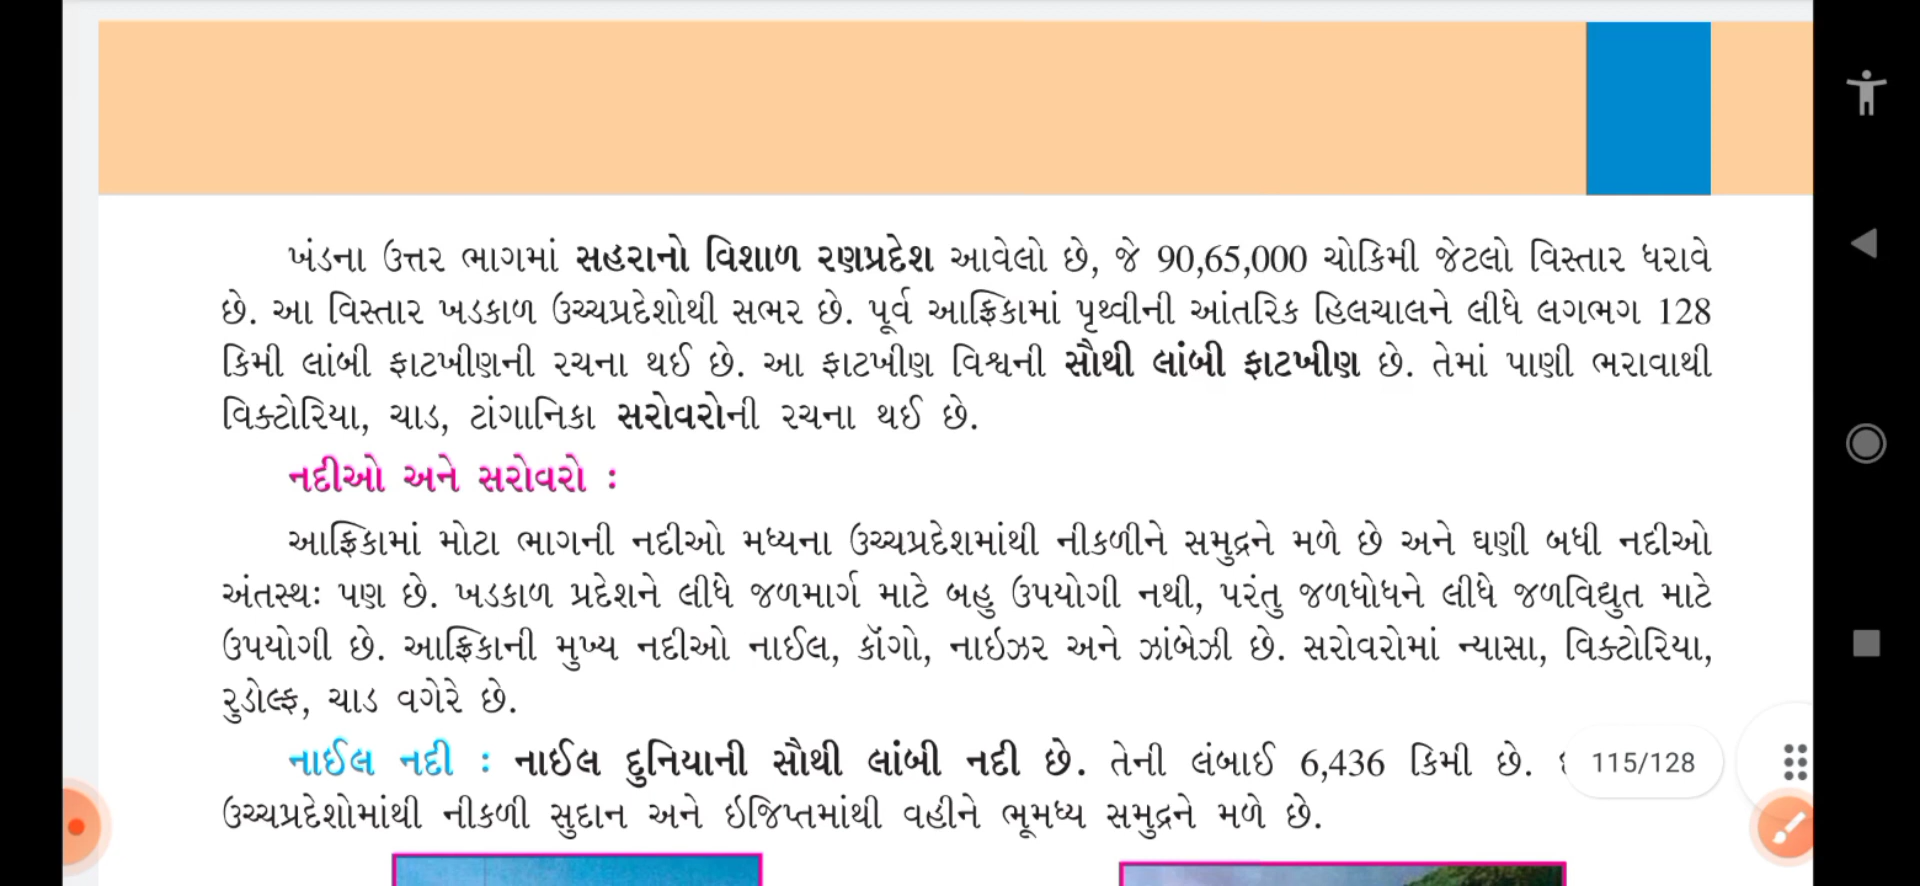 ખંડના ઉત્તર ભાગમાં સહરાનો વિશાળ રણપ્રદેશ આવેલો છે, જે 90,65,000 ચોકિમી જેટલો વિસ્તાર ધરાવે
છે. આ વિસ્તાર ખડકાળ ઉચ્ચપ્રદેશોથી સભર છે. પૂર્વ આફ્રિકામાં પૃથ્વીની આંતરિક હિલચાલને લીધે લગભગ 128
કિમી લાંબી ફાટખીણની રચના થઈ છે. આ ફાટખીણ વિશ્વની સૌથી લાંબી ફાટખીણ છે. તેમાં પાણી ભરાવાથી
વિક્ટોરિયા, ચાડ, ટાંગાનિકા સરોવરોની રચના થઈ છે.
નદીઓ અને સરોવરો :
આફ્રિકામાં મોટા ભાગની નદીઓ મધ્યના ઉચ્ચપ્રદેશમાંથી નીકળીને સમુદ્રને મળે છે અને ઘણી બધી નદીઓ
અંતસ્થઃ પણ છે. ખડકાળ પ્રદેશને લીધે જળમાર્ગ માટે બહુ ઉપયોગી નથી, પરંતુ જળધોધને લીધે જળવિદ્યુત માટે
ઉપયોગી છે. આફ્રિકાની મુખ્ય નદીઓ નાઈલ, કૉંગો, નાઇઝર અને ઝાંબેઝી છે. સરોવરોમાં ન્યાસા, વિક્ટોરિયા,
રુડોલ્ફ, ચાડ વગેરે છે.
નાઈલ નદી : નાઈલ દુનિયાની સૌથી લાંબી નદી છે. તેની લંબાઈ 6,436 કિમી છે. 115/128
ઉચ્ચપ્રદેશોમાંથી નીકળી સુદાન અને ઇજિપ્તમાંથી વહીને ભૂમધ્ય સમુદ્રને મળે છે.